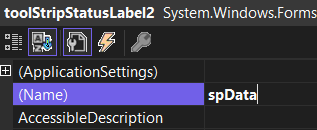 toolStripStatusLabel2 System.Windows.Forms
(ApplicationSettings)
(Name) spData
AccessibleDescription